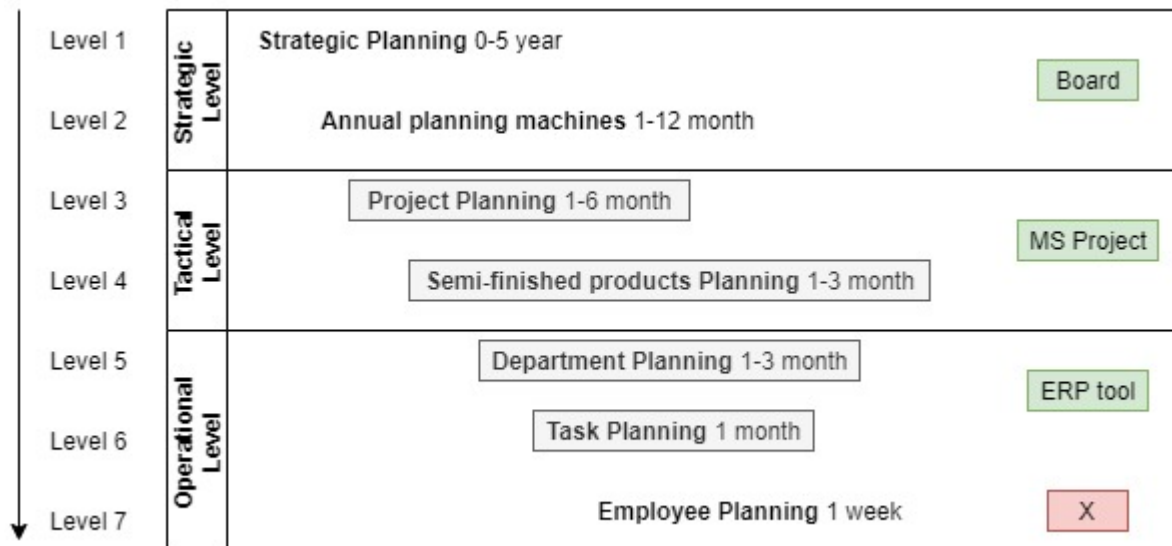 Level 1
Strategic Planning 0-5 year
Board
Level 2
Annual planning machines 1-12 month
Strategic
Level
Level 3
Project Planning 1-6 month
MS Project
Level 4
Semi-finished products Planning 1-3 month
Tactical
Level
Level 5
Department Planning 1-3 month
ERP tool
Level 6
Task Planning 1 month
Level 7
Employee Planning 1 week
X
Operational
Level